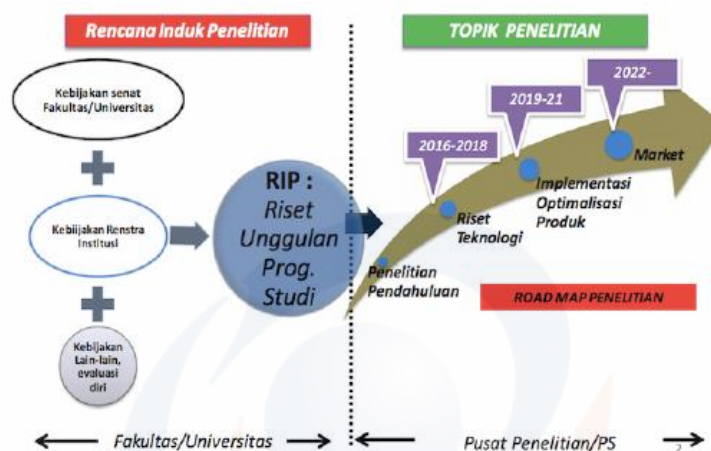 Rencana Induk Penelitian
TOPIK PENELITIAN
Kebijakan senat
Fakultas/Universitas
Kebiijakan Renstra
Institusi
Kebijakan
Lain-lain,
evaluasi
diri
RIP :
Riset
Unggulan
Prog.
Studi
2016-2018
2019-21
2022-
Penelitian
Pendahuluan
Riset
Teknologi
Implementasi
Optimalisasi
Produk
Market
ROAD MAP PENELITIAN
Fakultas/Universitas
Pusat Penelitian/PS
2